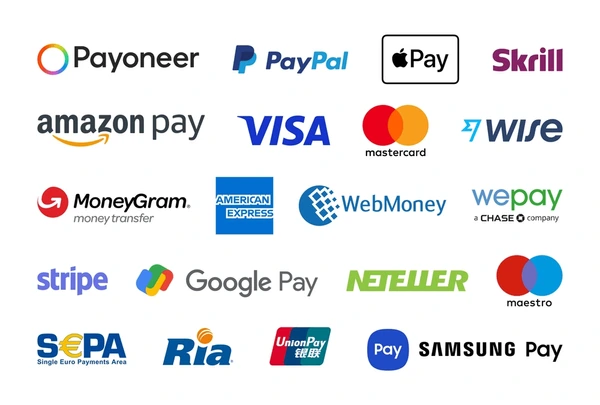 Payoneer
PayPal
Pay
Skrill
amazon pay
VISA
mastercard
wise
MoneyGram®
money transfer
AMERICAN
EXPRESS
WebMoney
wepay
a CHASE company
stripe
Google Pay
NETELLER
maestro
S€PA
Single Euro Payments Area
Ria
UnionPay
银联
Pay
SAMSUNG Pay